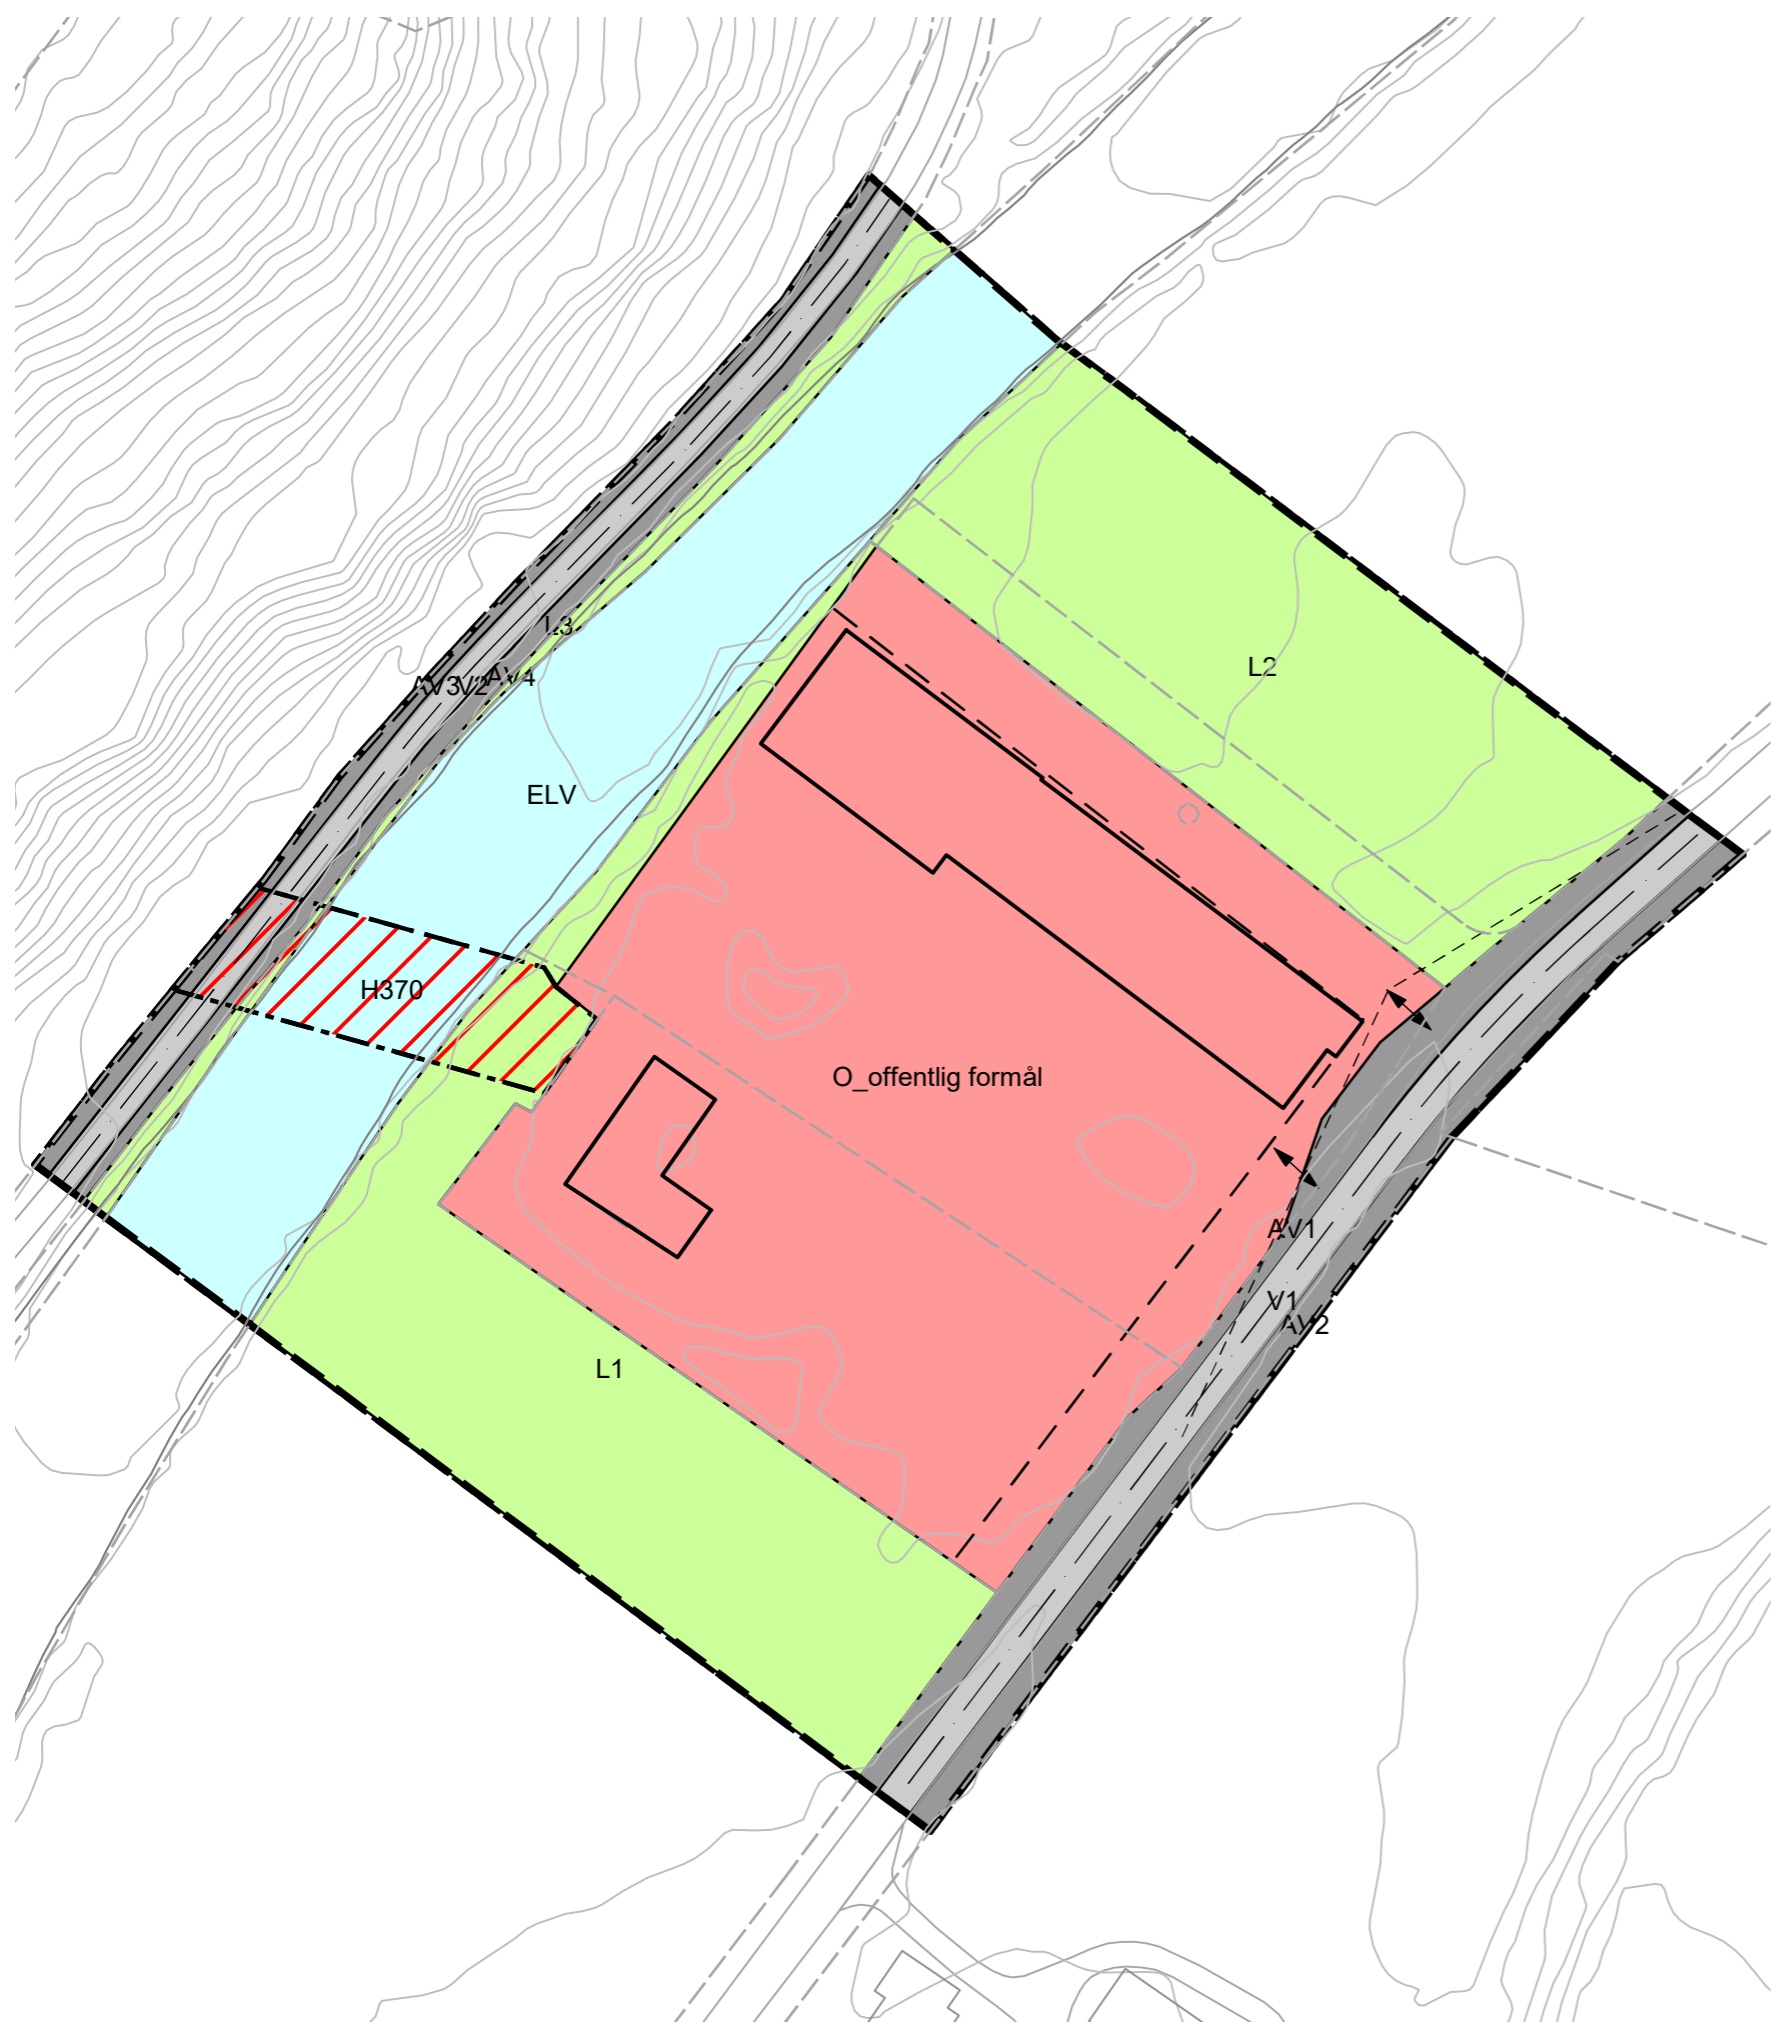 L3
L2
AV3
V2
AV4
ELV
H370
O_offentlig formål
AV1
V1
AV2
L1